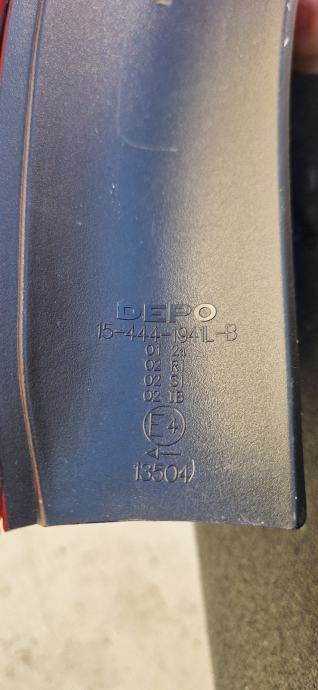 DEPO
15-444-1941L-B
01 2a
02 R1
02 S1
02 1B
E4
←
13504